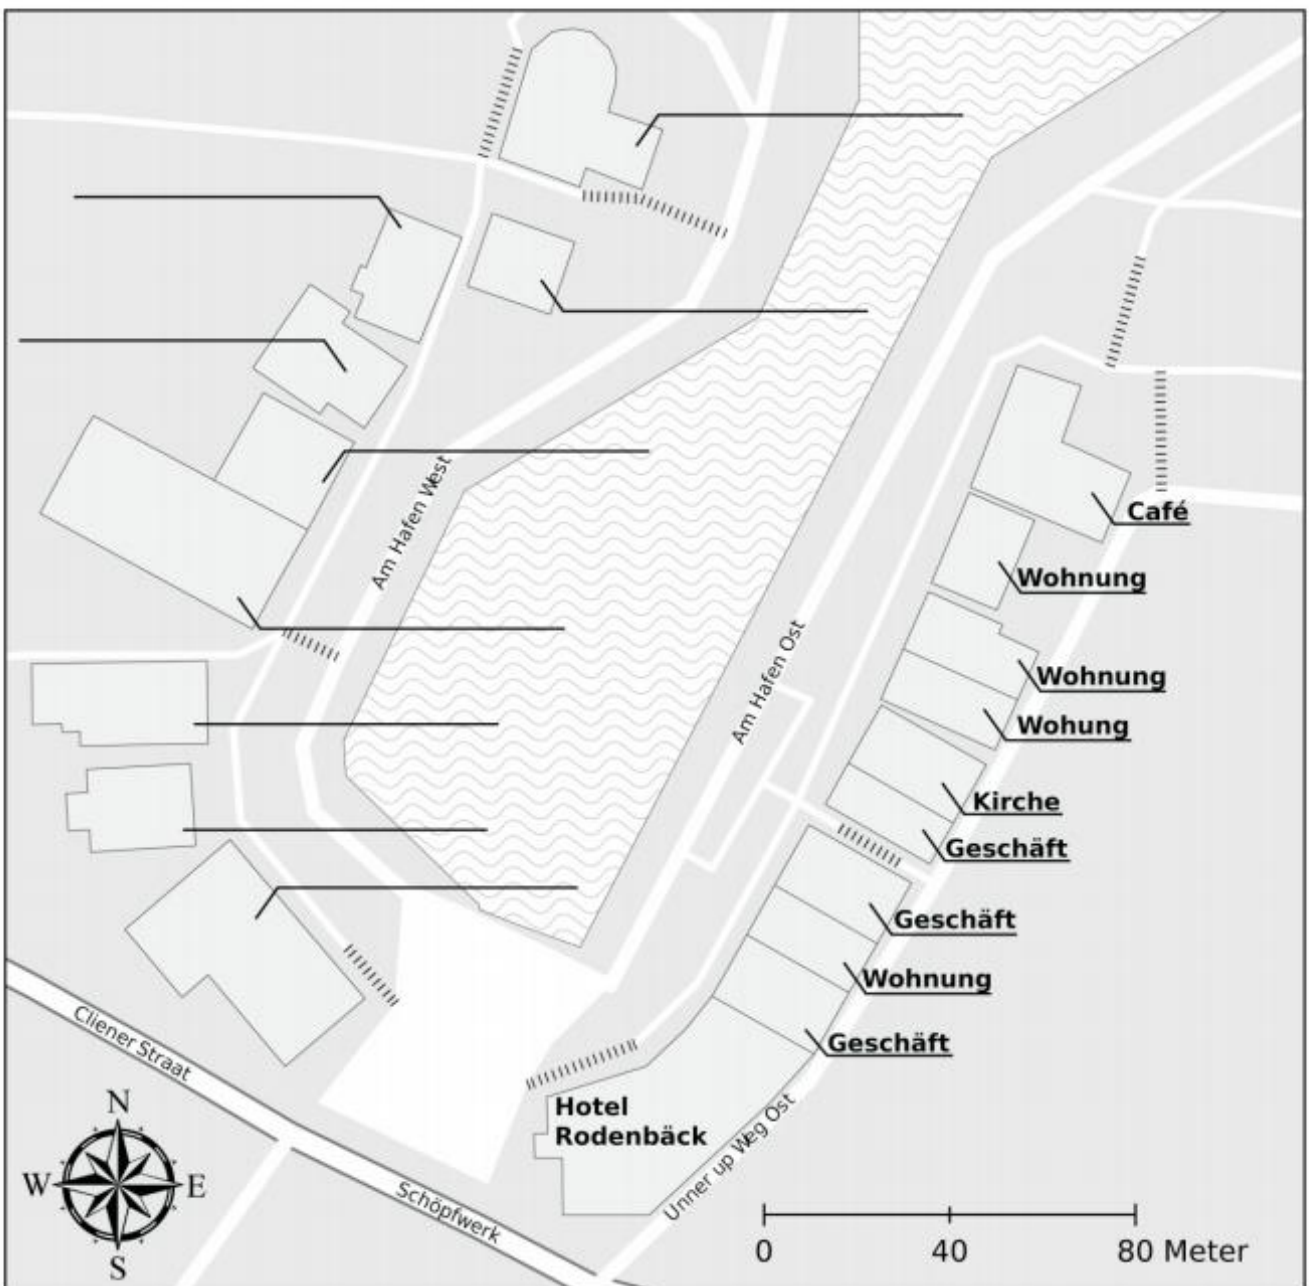 Am Hafen West
Café
Wohnung
Am Hafen Ost
Wohnung
Wohung
Kirche
Geschäft
Geschäft
Wohnung
Geschäft
Cliener Straat
Hotel
Rodenbäck
Unner up Weg Ost
Schöpfwerk
N
W E
S
0 40 80 Meter